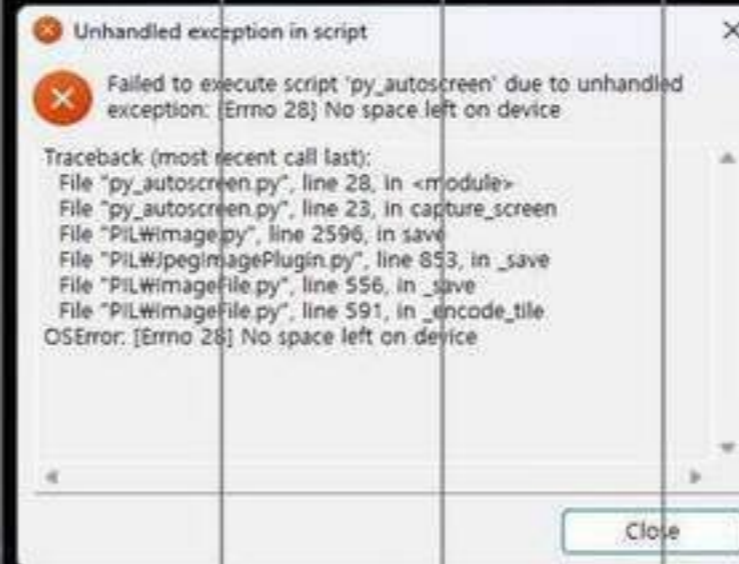 Unhandled exception in script
Failed to execute script 'py_autoscreen' due to unhandled
exception: [Errno 28] No space left on device
Traceback (most recent call last):
File "py_autoscreen.py", line 28, in <module>
File "py_autoscreen.py", line 23, in capture_screen
File "PIL₩Image.py", line 2596, in save
File "PIL₩JpegImagePlugin.py", line 853, in _save
File "PIL₩ImageFile.py", line 556, in _save
File "PIL₩ImageFile.py", line 591, in _encode_tile
OSError: [Errno 28] No space left on device
Close